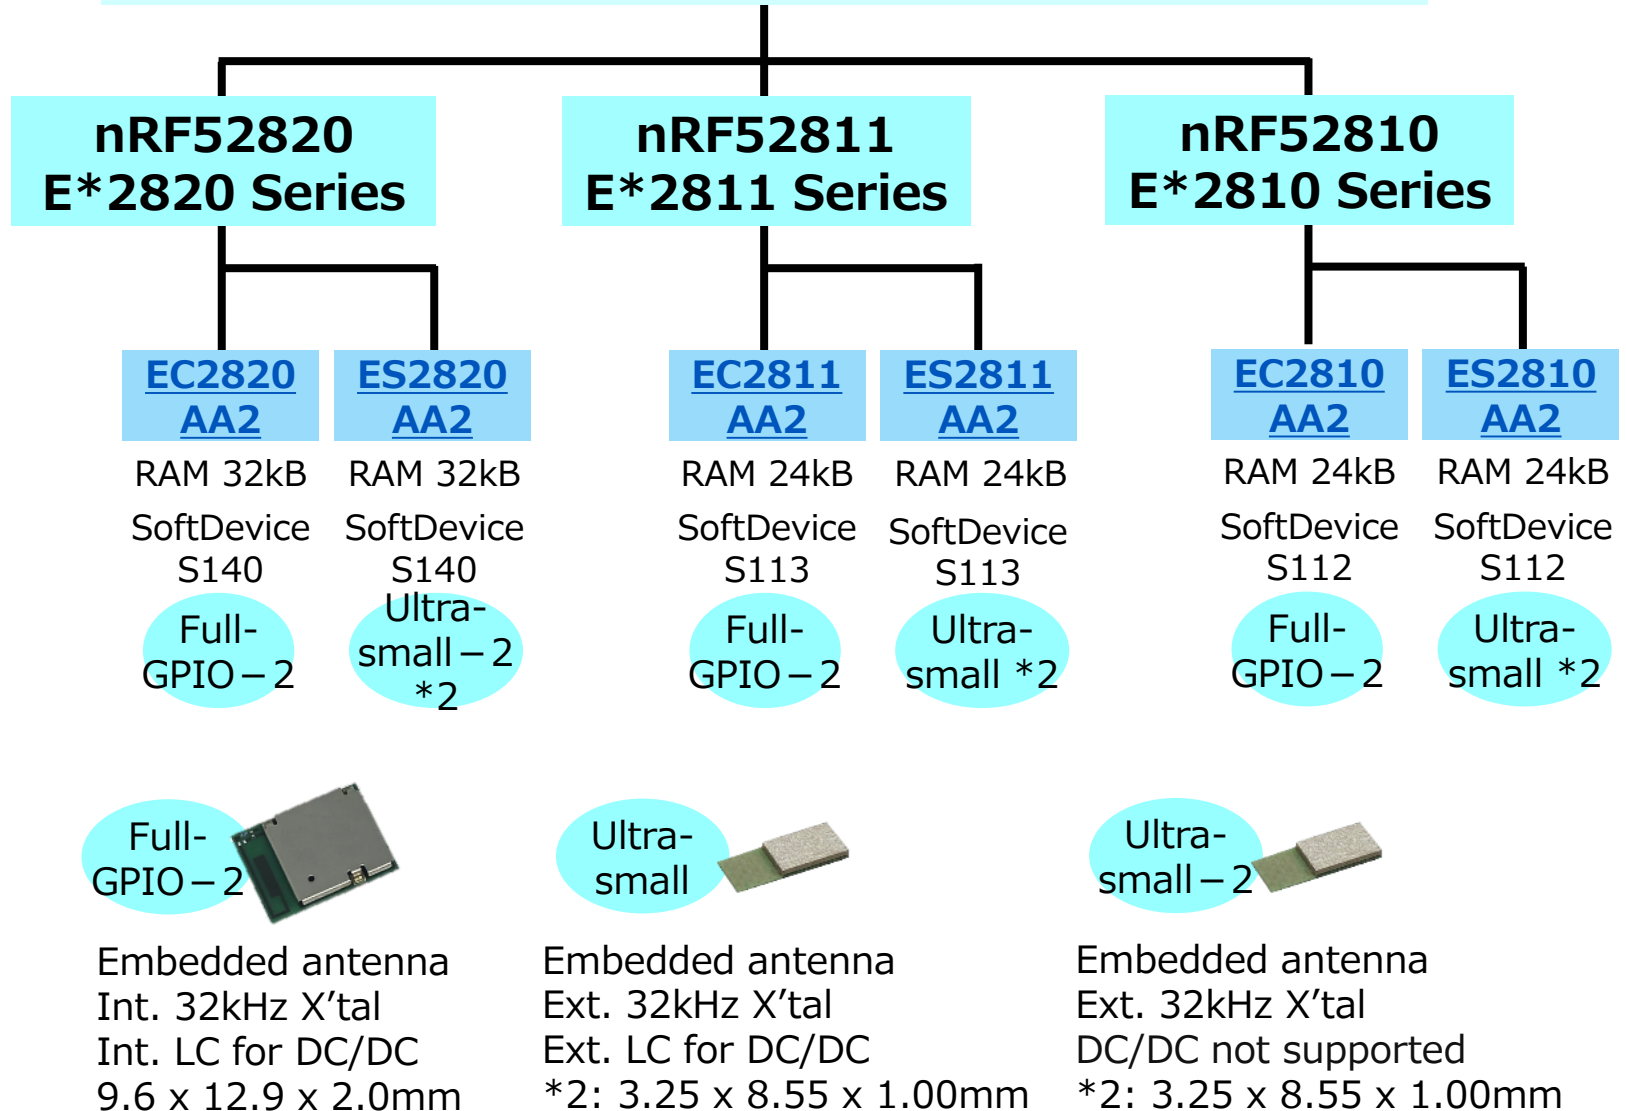 nRF52820
E*2820 Series
nRF52811
E*2811 Series
nRF52810
E*2810 Series
EC2820
AA2
RAM 32kB
SoftDevice
S140
Full-
GPIO－2
ES2820
AA2
RAM 32kB
SoftDevice
S140
Ultra-
small－2
*2
EC2811
AA2
RAM 24kB
SoftDevice
S113
Full-
GPIO－2
ES2811
AA2
RAM 24kB
SoftDevice
S113
Ultra-
small *2
EC2810
AA2
RAM 24kB
SoftDevice
S112
Full-
GPIO－2
ES2810
AA2
RAM 24kB
SoftDevice
S112
Ultra-
small *2
Full-
GPIO－2
Embedded antenna
Int. 32kHz X’tal
Int. LC for DC/DC
9.6 x 12.9 x 2.0mm
Ultra-
small
Embedded antenna
Ext. 32kHz X’tal
Ext. LC for DC/DC
*2: 3.25 x 8.55 x 1.00mm
Ultra-
small－2
Embedded antenna
Ext. 32kHz X’tal
DC/DC not supported
*2: 3.25 x 8.55 x 1.00mm